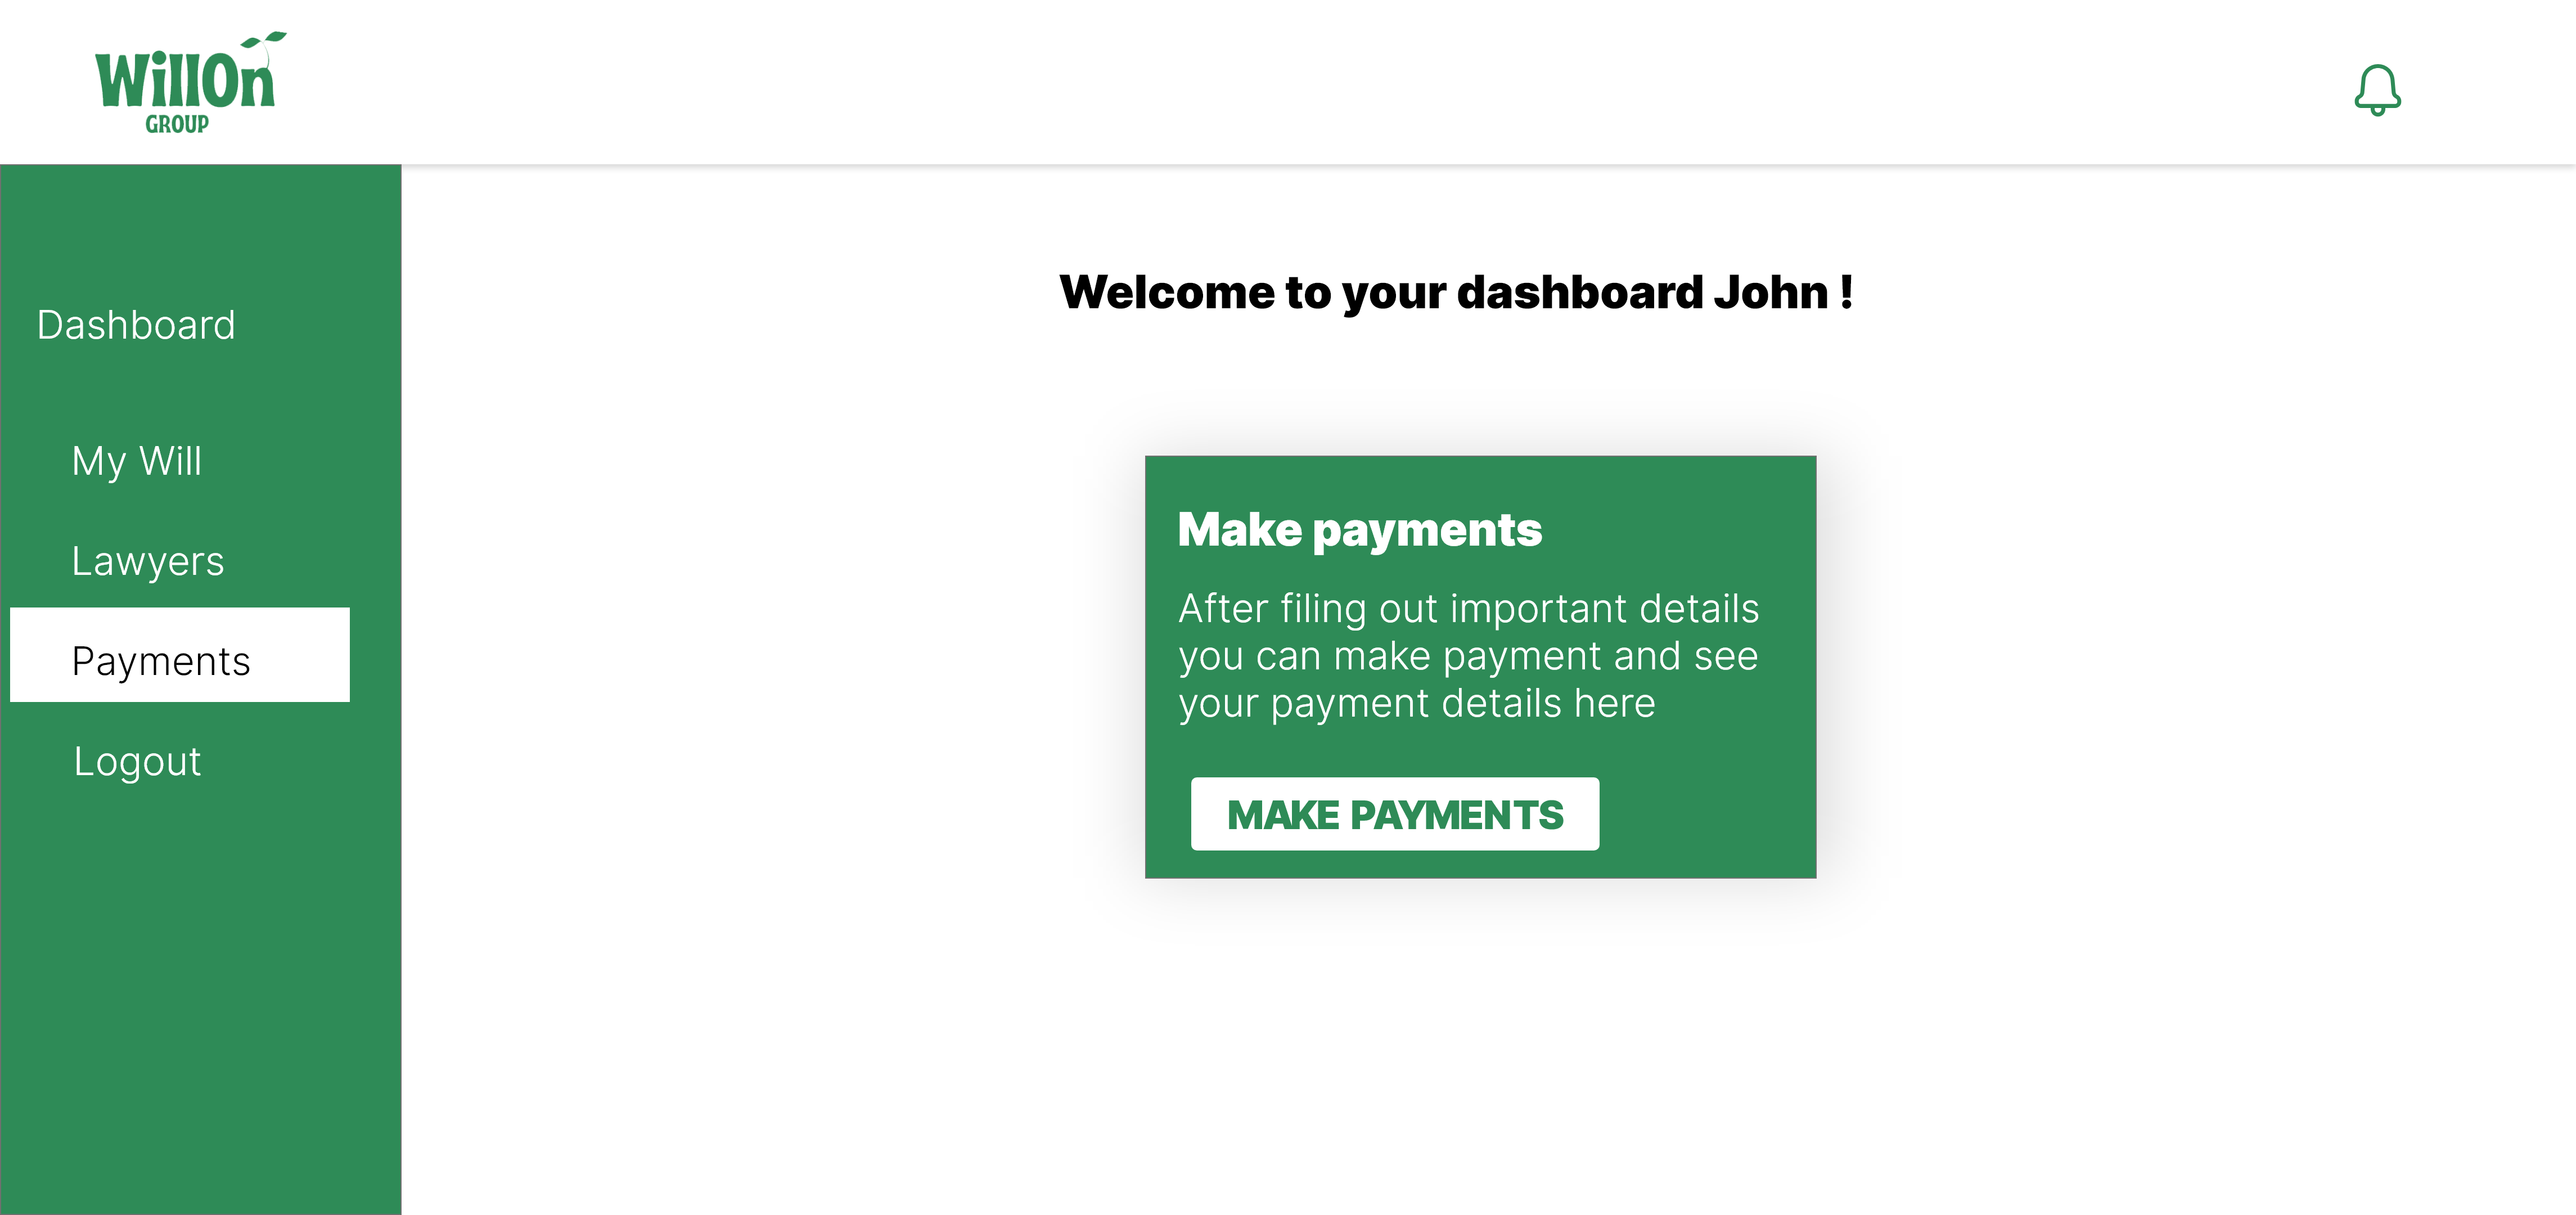 WillOn
GROUP
Dashboard
My Will
Lawyers
Payments
Logout
Welcome to your dashboard John !
Make payments
After filing out important details
you can make payment and see
your payment details here
MAKE PAYMENTS